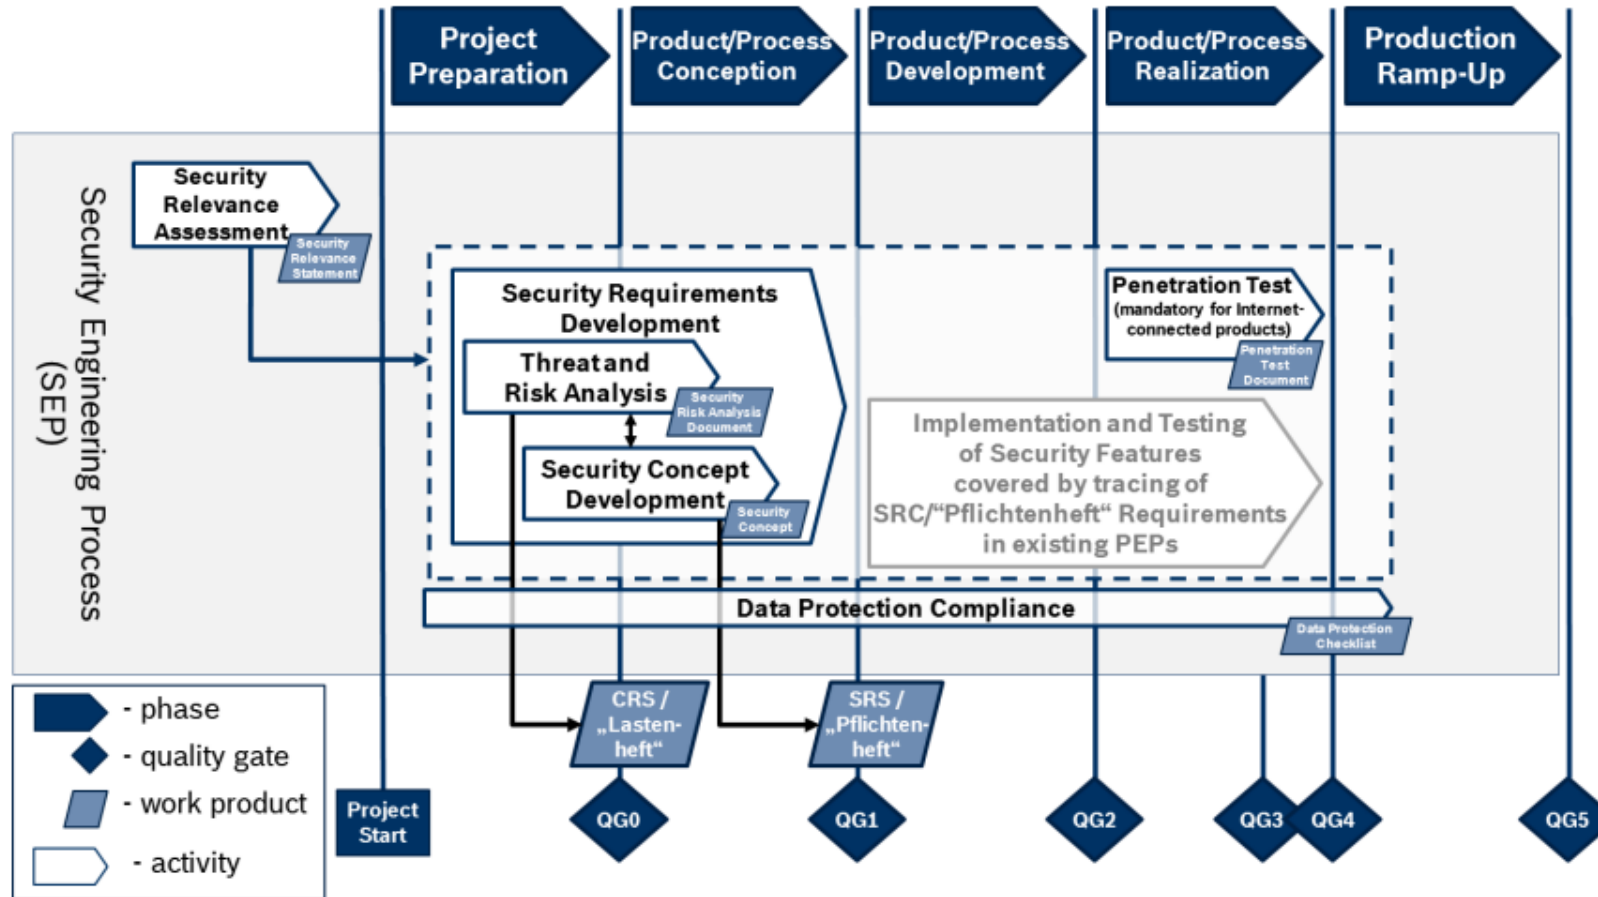 Project
Preparation
Product/Process
Conception
Product/Process
Development
Product/Process
Realization
Production
Ramp-Up
Security Engineering Process
(SEP)
Security
Relevance
Assessment
Security
Relevance
Statement
Security Requirements
Development
Threat and
Risk Analysis
Security
Risk Analysis
Document
Security Concept
Development
Security
Concept
Penetration Test
(mandatory for Internet-
connected products)
Penetration
Test
Document
Implementation and Testing
of Security Features
covered by tracing of
SRC/“Pflichtenheft“ Requirements
in existing PEPs
Data Protection Compliance
Data Protection
Checklist
CRS /
„Lasten-
heft“
SRS /
„Pflichten-
heft“
- phase
- quality gate
- work product
- activity
Project
Start
QG0
QG1
QG2
QG3
QG4
QG5